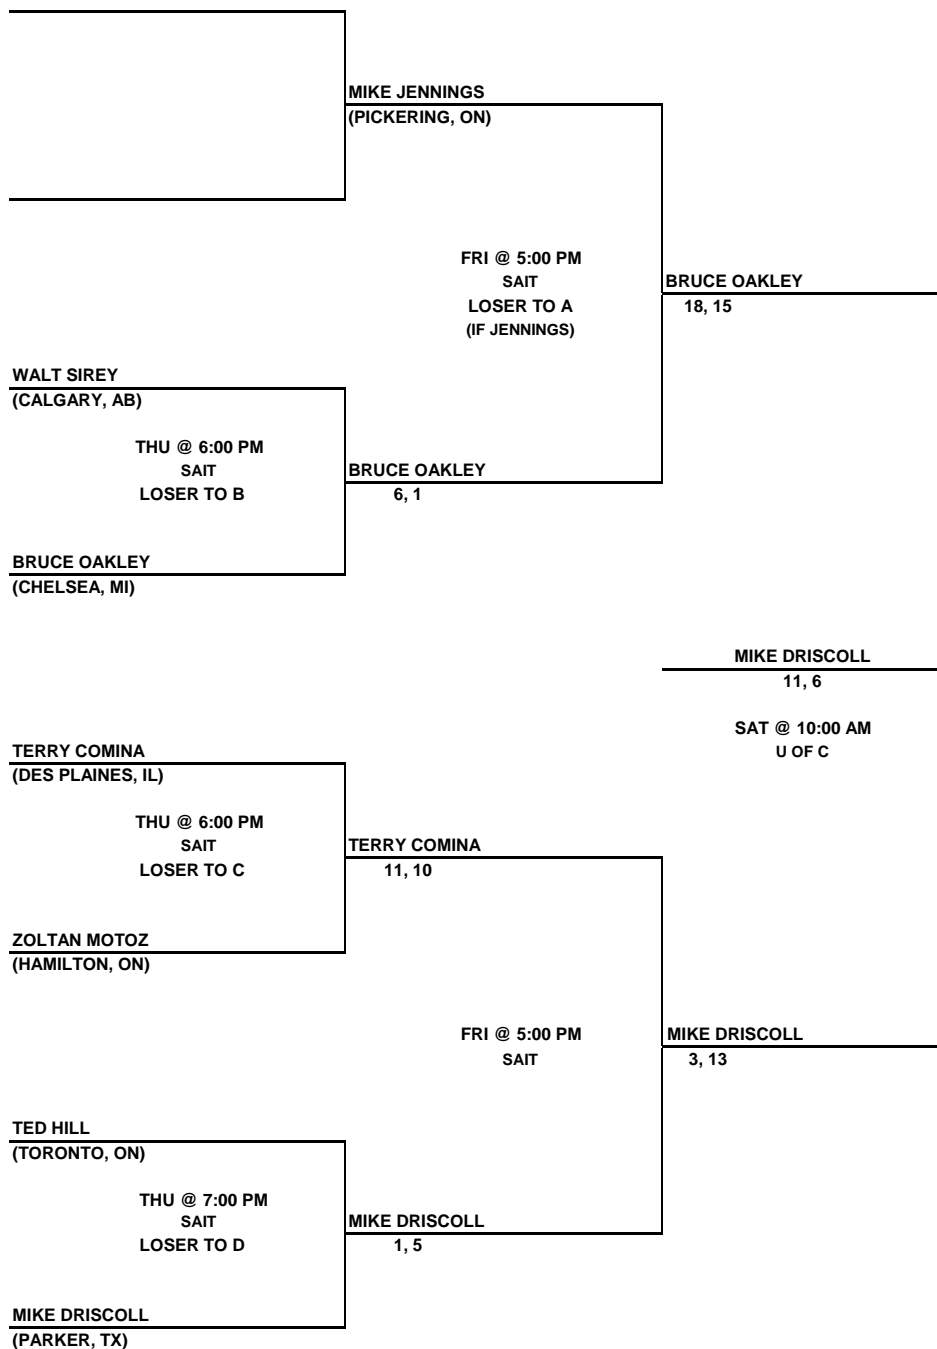 MIKE JENNINGS
(PICKERING, ON)
FRI @ 5:00 PM
SAIT
LOSER TO A
(IF JENNINGS)
BRUCE OAKLEY
18, 15
WALT SIREY
(CALGARY, AB)
THU @ 6:00 PM
SAIT
LOSER TO B
BRUCE OAKLEY
6, 1
BRUCE OAKLEY
(CHELSEA, MI)
MIKE DRISCOLL
11, 6
SAT @ 10:00 AM
U OF C
TERRY COMINA
(DES PLAINES, IL)
THU @ 6:00 PM
SAIT
LOSER TO C
TERRY COMINA
11, 10
ZOLTAN MOTOZ
(HAMILTON, ON)
FRI @ 5:00 PM
SAIT
MIKE DRISCOLL
3, 13
TED HILL
(TORONTO, ON)
THU @ 7:00 PM
SAIT
LOSER TO D
MIKE DRISCOLL
1, 5
MIKE DRISCOLL
(PARKER, TX)